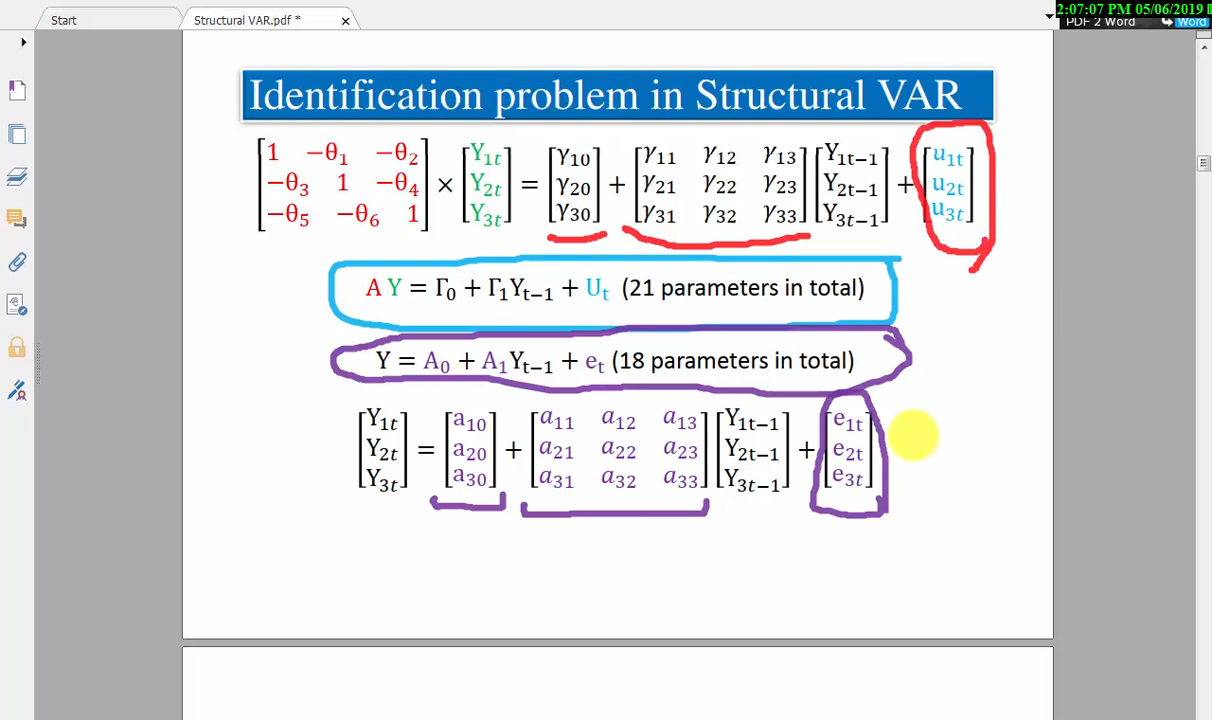 2:07:07 PM 05/06/2019
Start
Structural VAR.pdf *
PDF 2 Word
Word
Identification problem in Structural VAR
1 −θ₁ −θ₂ Y₁ₜ γ₁₀ γ₁₁ γ₁₂ γ₁₃ Y₁ₜ₋₁ u₁ₜ
−θ₃ 1 −θ₄ × Y₂ₜ = γ₂₀ + γ₂₁ γ₂₂ γ₂₃ Y₂ₜ₋₁ + u₂ₜ
−θ₅ −θ₆ 1 Y₃ₜ γ₃₀ γ₃₁ γ₃₂ γ₃₃ Y₃ₜ₋₁ u₃ₜ
A Y = Γ₀ + Γ₁Yₜ₋₁ + Uₜ (21 parameters in total)
Y = A₀ + A₁Yₜ₋₁ + eₜ (18 parameters in total)
Y₁ₜ a₁₀ a₁₁ a₁₂ a₁₃ Y₁ₜ₋₁ e₁ₜ
Y₂ₜ = a₂₀ + a₂₁ a₂₂ a₂₃ Y₂ₜ₋₁ + e₂ₜ
Y₃ₜ a₃₀ a₃₁ a₃₂ a₃₃ Y₃ₜ₋₁ e₃ₜ